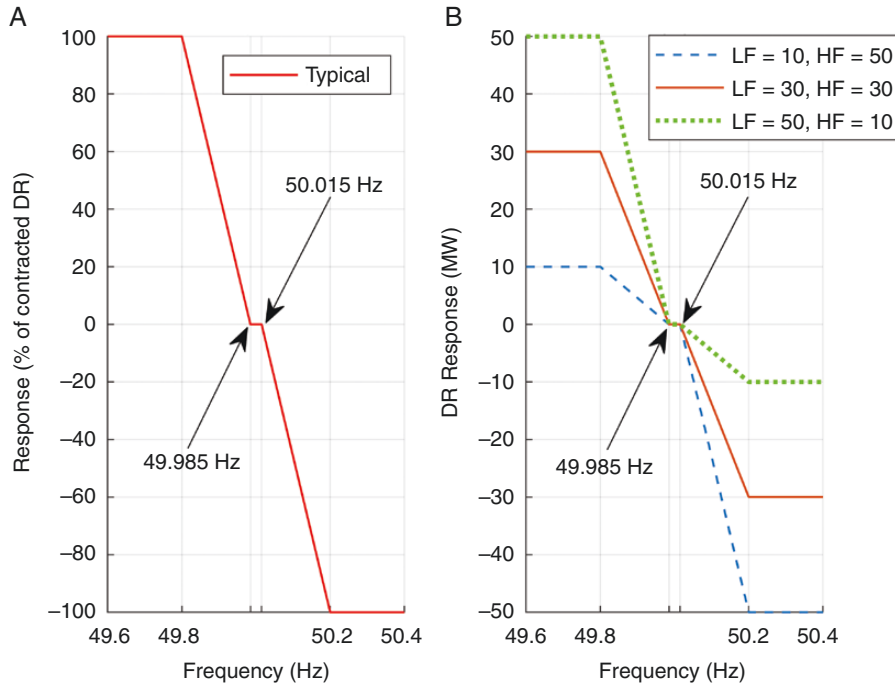 A
Response (% of contracted DR)
100
80
60
40
20
0
−20
−40
−60
−80
−100
Typical
50.015 Hz
49.985 Hz
49.6
49.8
50.2
50.4
Frequency (Hz)
B
DR Response (MW)
50
40
30
20
10
0
−10
−20
−30
−40
−50
LF = 10, HF = 50
LF = 30, HF = 30
LF = 50, HF = 10
50.015 Hz
49.985 Hz
49.6
49.8
50.2
50.4
Frequency (Hz)